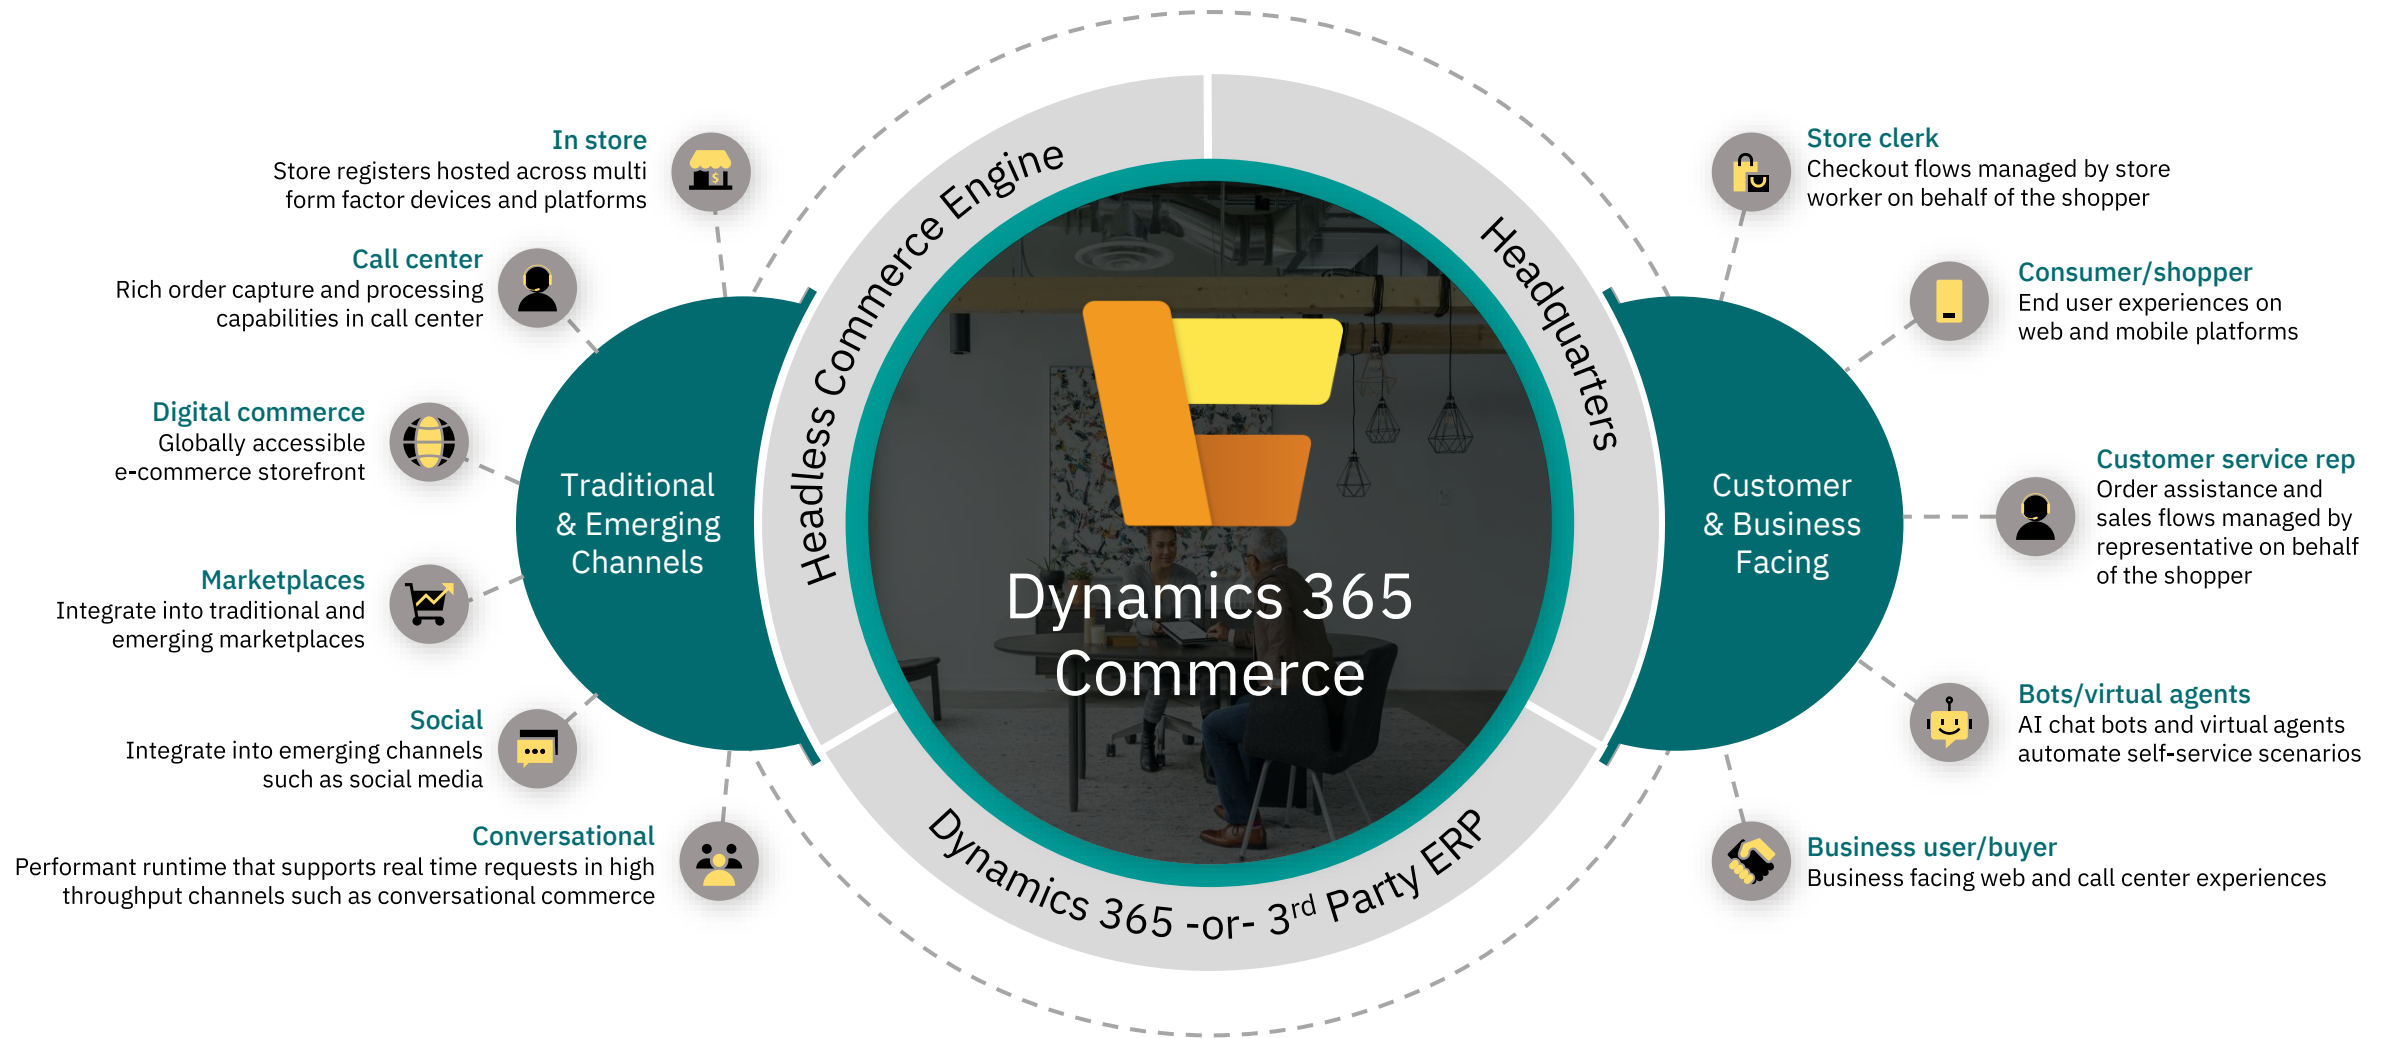 In store
Store registers hosted across multi
form factor devices and platforms
Call center
Rich order capture and processing
capabilities in call center
Digital commerce
Globally accessible
e-commerce storefront
Marketplaces
Integrate into traditional and
emerging marketplaces
Social
Integrate into emerging channels
such as social media
Conversational
Performant runtime that supports real time requests in high
throughput channels such as conversational commerce
Traditional
& Emerging
Channels
Headless Commerce Engine
Headquarters
Dynamics 365 -or- 3rd Party ERP
Dynamics 365
Commerce
Customer
& Business
Facing
Store clerk
Checkout flows managed by store
worker on behalf of the shopper
Consumer/shopper
End user experiences on
web and mobile platforms
Customer service rep
Order assistance and
sales flows managed by
representative on behalf
of the shopper
Bots/virtual agents
AI chat bots and virtual agents
automate self-service scenarios
Business user/buyer
Business facing web and call center experiences